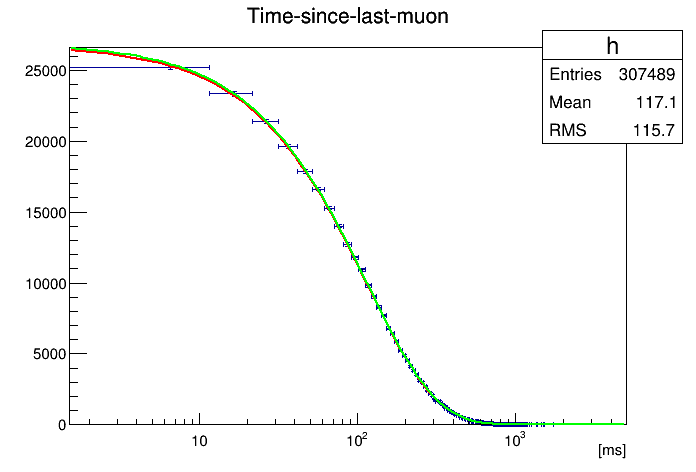 Time-since-last-muon
h
Entries 307489
Mean 117.1
RMS 115.7
25000
20000
15000
10000
5000
0
10 10² 10³
[ms]